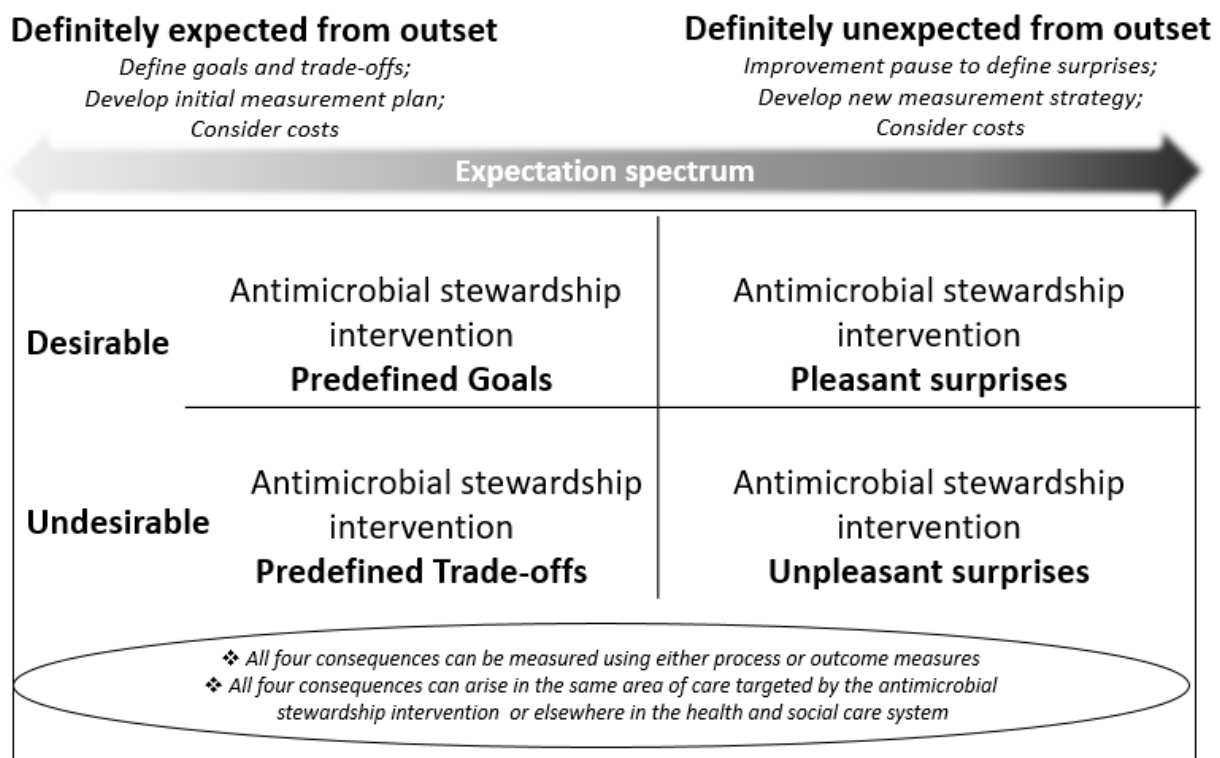 Definitely expected from outset
Define goals and trade-offs;
Develop initial measurement plan;
Consider costs
Definitely unexpected from outset
Improvement pause to define surprises;
Develop new measurement strategy;
Consider costs
Expectation spectrum
Desirable
Antimicrobial stewardship
intervention
Predefined Goals
Antimicrobial stewardship
intervention
Pleasant surprises
Undesirable
Antimicrobial stewardship
intervention
Predefined Trade-offs
Antimicrobial stewardship
intervention
Unpleasant surprises
❖ All four consequences can be measured using either process or outcome measures
❖ All four consequences can arise in the same area of care targeted by the antimicrobial
stewardship intervention or elsewhere in the health and social care system